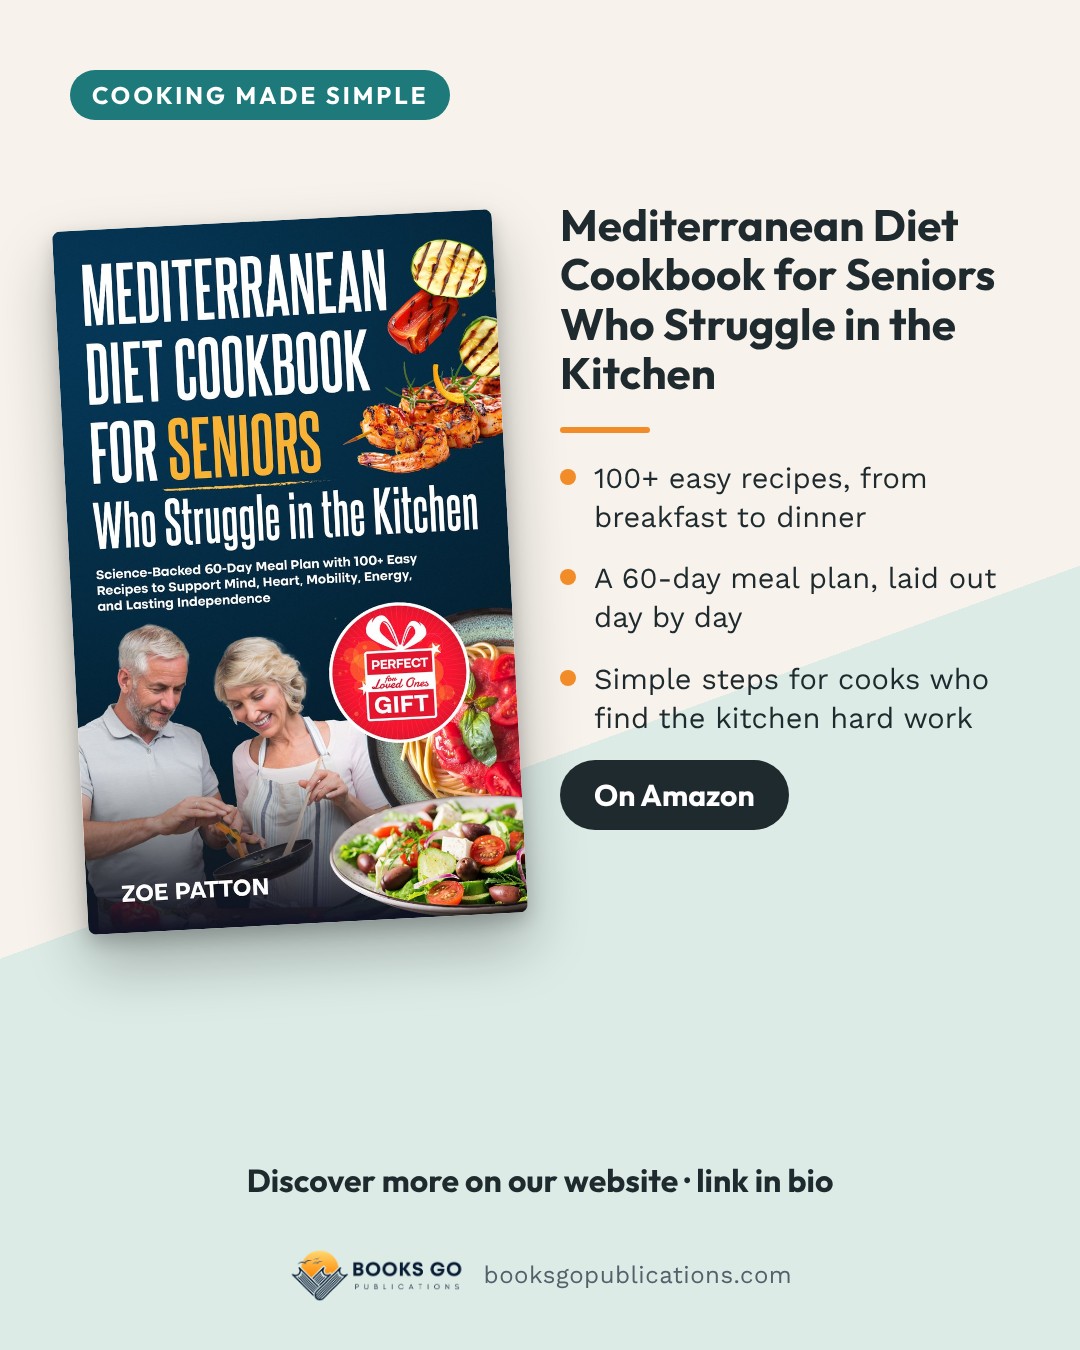 COOKING MADE SIMPLE
MEDITERRANEAN
DIET COOKBOOK
FOR SENIORS
Who Struggle in the Kitchen
Science-Backed 60-Day Meal Plan with 100+ Easy
Recipes to Support Mind, Heart, Mobility, Energy,
and Lasting Independence
PERFECT
for
Loved Ones
GIFT
ZOE PATTON
Mediterranean Diet
Cookbook for Seniors
Who Struggle in the
Kitchen
100+ easy recipes, from
breakfast to dinner
A 60-day meal plan, laid out
day by day
Simple steps for cooks who
find the kitchen hard work
On Amazon
Discover more on our website · link in bio
BOOKS GO
PUBLICATIONS
booksgopublications.com